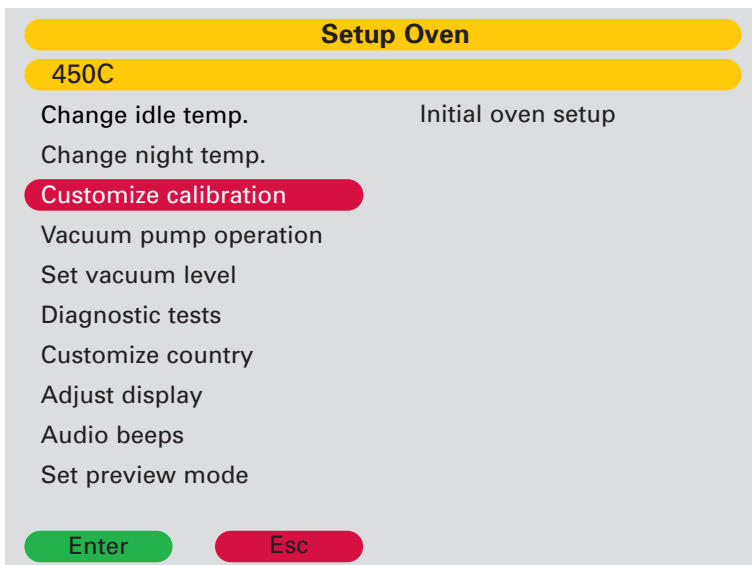 Setup Oven
450C
Change idle temp.
Initial oven setup
Change night temp.
Customize calibration
Vacuum pump operation
Set vacuum level
Diagnostic tests
Customize country
Adjust display
Audio beeps
Set preview mode
Enter
Esc